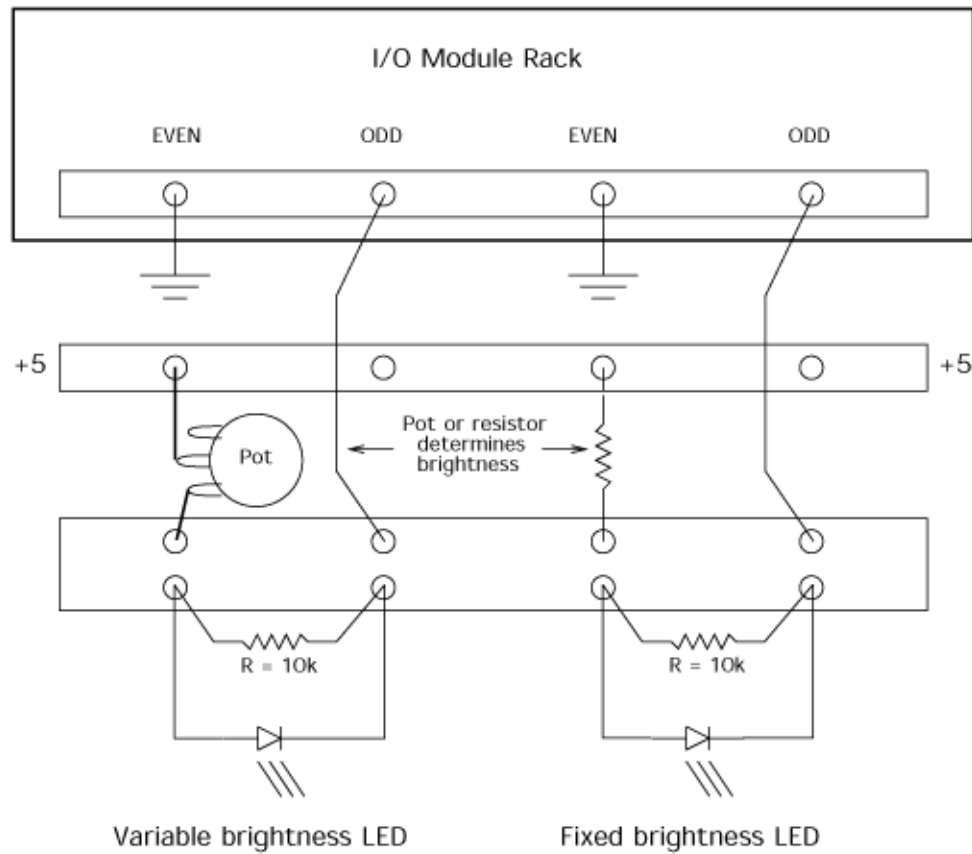 I/O Module Rack
EVEN ODD EVEN ODD
+5 +5
Pot
Pot or resistor
determines
brightness
R = 10k R = 10k
Variable brightness LED Fixed brightness LED